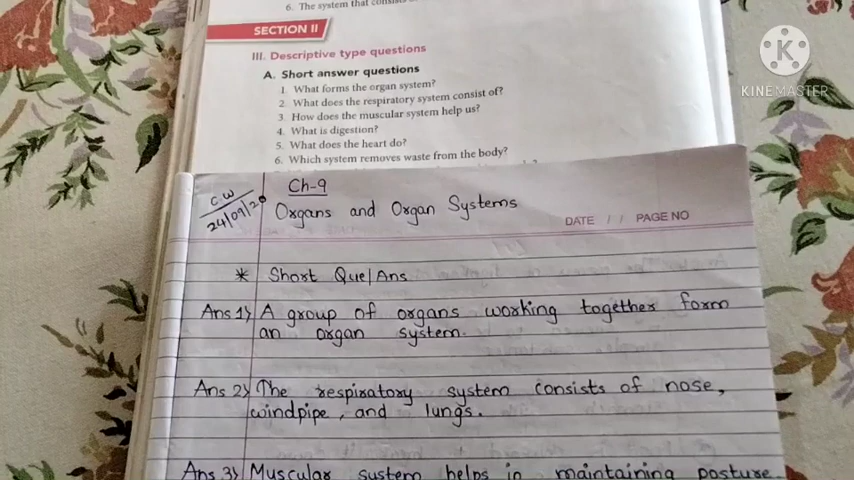 6. The system that
SECTION II
III. Descriptive type questions
A. Short answer questions
1. What forms the organ system?
2. What does the respiratory system consist of?
3. How does the muscular system help us?
4. What is digestion?
5. What does the heart do?
6. Which system removes waste from the body?
KINEMASTER
CW
24/09/20
Ch-9
Organs and Organ Systems
DATE / / PAGE NO
* Short Que/Ans
Ans 1) A group of organs working together form
an organ system.
Ans 2) The respiratory system consists of nose,
windpipe, and lungs.
Ans 3) Muscular system helps in maintaining posture